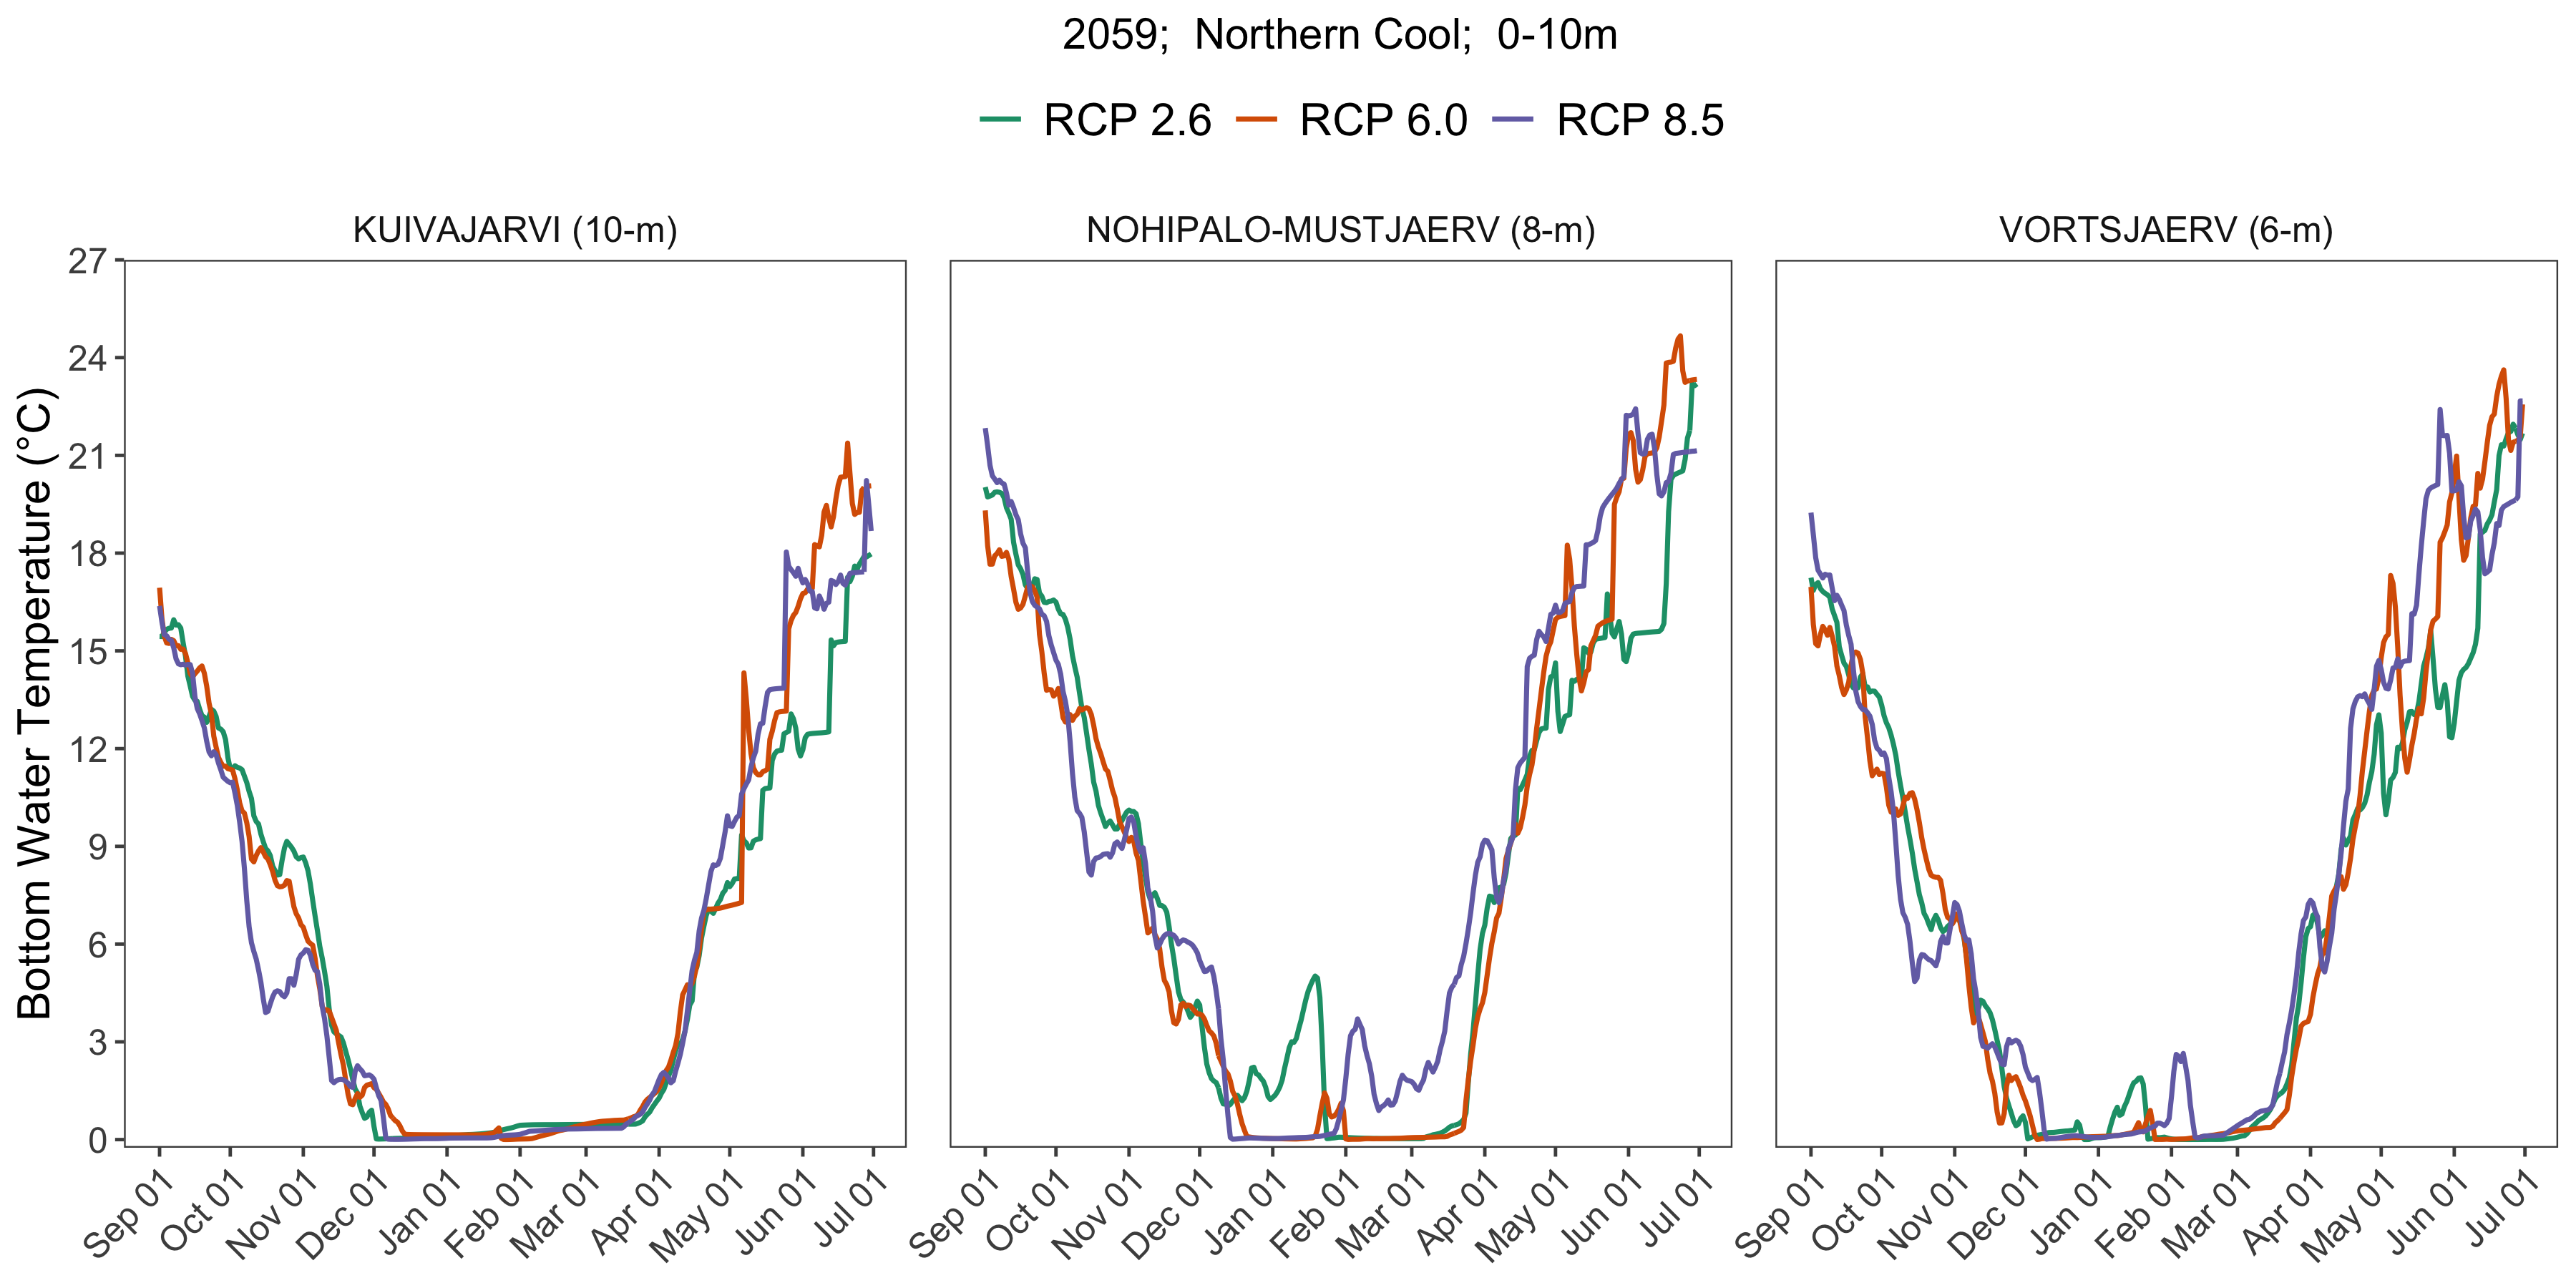 2059;  Northern Cool;  0-10m
RCP 2.6 RCP 6.0 RCP 8.5
KUIVAJARVI (10-m)
NOHIPALO-MUSTJAERV (8-m)
VORTSJAERV (6-m)
Bottom Water Temperature (°C)
27
24
21
18
15
12
9
6
3
0
Sep 01 Oct 01 Nov 01 Dec 01 Jan 01 Feb 01 Mar 01 Apr 01 May 01 Jun 01 Jul 01
Sep 01 Oct 01 Nov 01 Dec 01 Jan 01 Feb 01 Mar 01 Apr 01 May 01 Jun 01 Jul 01
Sep 01 Oct 01 Nov 01 Dec 01 Jan 01 Feb 01 Mar 01 Apr 01 May 01 Jun 01 Jul 01